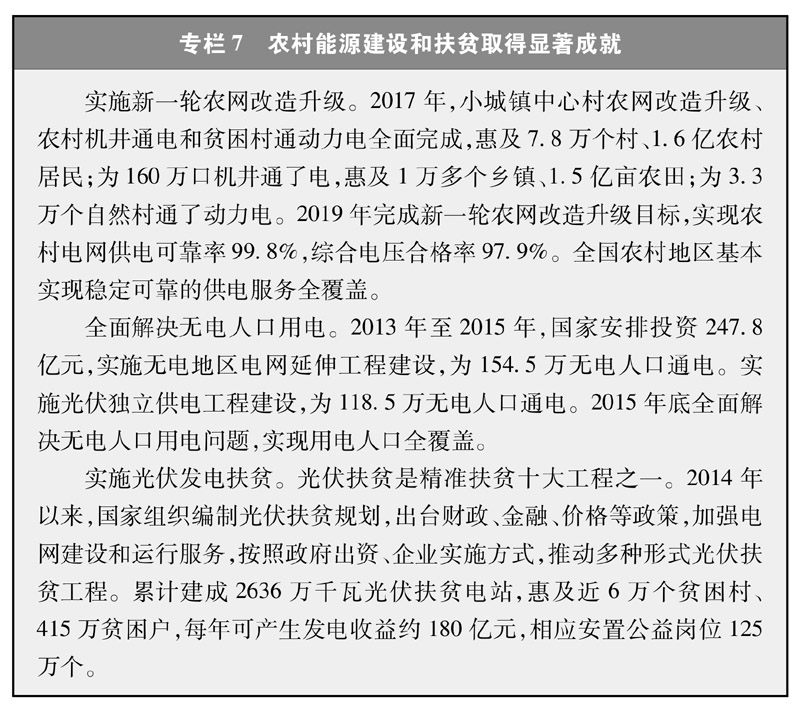 专栏7 农村能源建设和扶贫取得显著成就
实施新一轮农网改造升级。2017年,小城镇中心村农网改造升级、
农村机井通电和贫困村通动力电全面完成,惠及7.8万个村、1.6亿农村
居民;为160万口机井通了电,惠及1万多个乡镇、1.5亿亩农田;为3.3
万个自然村通了动力电。2019年完成新一轮农网改造升级目标,实现农
村电网供电可靠率99.8%,综合电压合格率97.9%。全国农村地区基本
实现稳定可靠的供电服务全覆盖。
全面解决无电人口用电。2013年至2015年,国家安排投资247.8
亿元,实施无电地区电网延伸工程建设,为154.5万无电人口通电。实
施光伏独立供电工程建设,为118.5万无电人口通电。2015年底全面解
决无电人口用电问题,实现用电人口全覆盖。
实施光伏发电扶贫。光伏扶贫是精准扶贫十大工程之一。2014年
以来,国家组织编制光伏扶贫规划,出台财政、金融、价格等政策,加强电
网建设和运行服务,按照政府出资、企业实施方式,推动多种形式光伏扶
贫工程。累计建成2636万千瓦光伏扶贫电站,惠及近6万个贫困村、
415万贫困户,每年可产生发电收益约180亿元,相应安置公益岗位125
万个。